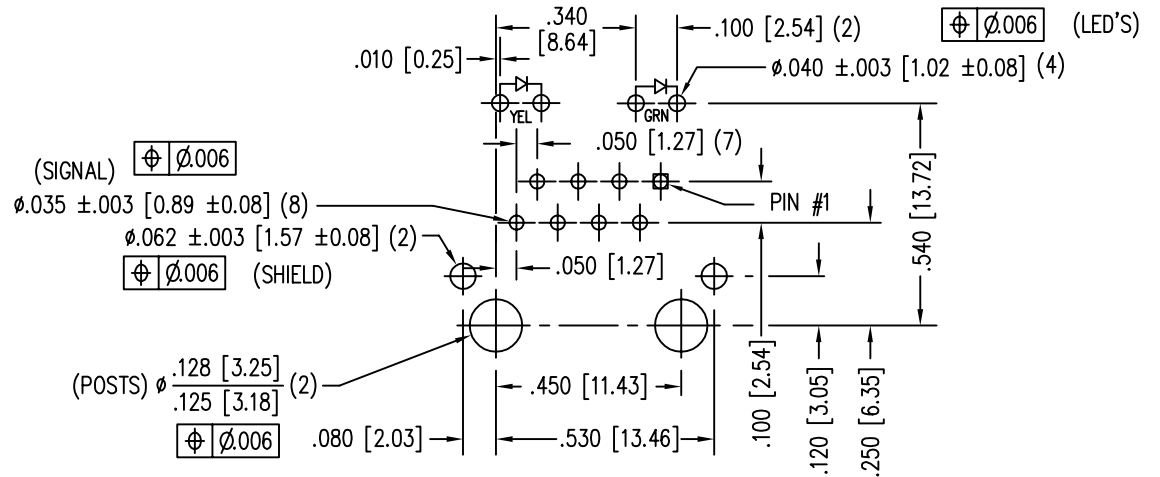 .340
[8.64]
.100 [2.54] (2)
⌖ Ø.006 (LED'S)
.010 [0.25]
Ø.040 ±.003 [1.02 ±0.08] (4)
YEL
GRN
.050 [1.27] (7)
(SIGNAL) ⌖ Ø.006
Ø.035 ±.003 [0.89 ±0.08] (8)
PIN #1
.540 [13.72]
Ø.062 ±.003 [1.57 ±0.08] (2)
⌖ Ø.006 (SHIELD)
.050 [1.27]
(POSTS) Ø .128 [3.25] (2)
.125 [3.18]
⌖ Ø.006
.450 [11.43]
.080 [2.03]
.530 [13.46]
.100 [2.54]
.120 [3.05]
.250 [6.35]